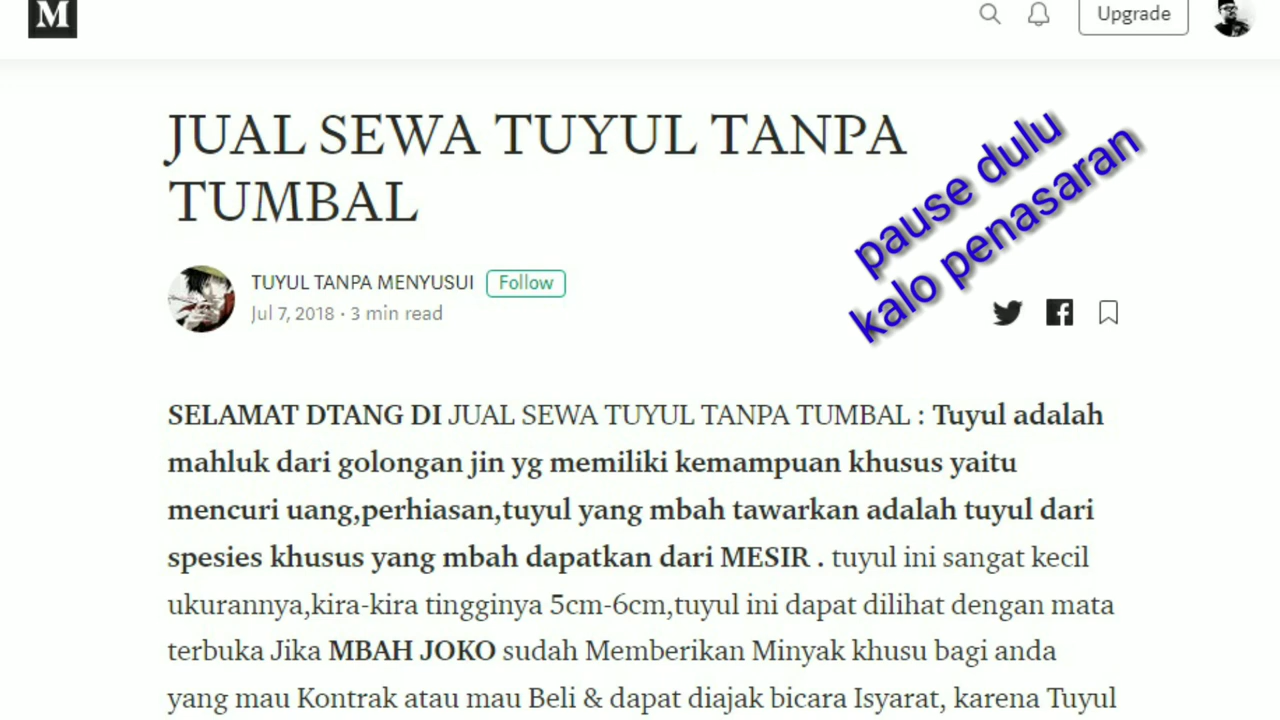 M
Upgrade
JUAL SEWA TUYUL TANPA
TUMBAL
pause dulu
kalo penasaran
TUYUL TANPA MENYUSUI Follow
Jul 7, 2018 · 3 min read
SELAMAT DTANG DI JUAL SEWA TUYUL TANPA TUMBAL : Tuyul adalah
mahluk dari golongan jin yg memiliki kemampuan khusus yaitu
mencuri uang,perhiasan,tuyul yang mbah tawarkan adalah tuyul dari
spesies khusus yang mbah dapatkan dari MESIR . tuyul ini sangat kecil
ukurannya,kira-kira tingginya 5cm-6cm,tuyul ini dapat dilihat dengan mata
terbuka Jika MBAH JOKO sudah Memberikan Minyak khusu bagi anda
yang mau Kontrak atau mau Beli & dapat diajak bicara Isyarat, karena Tuyul